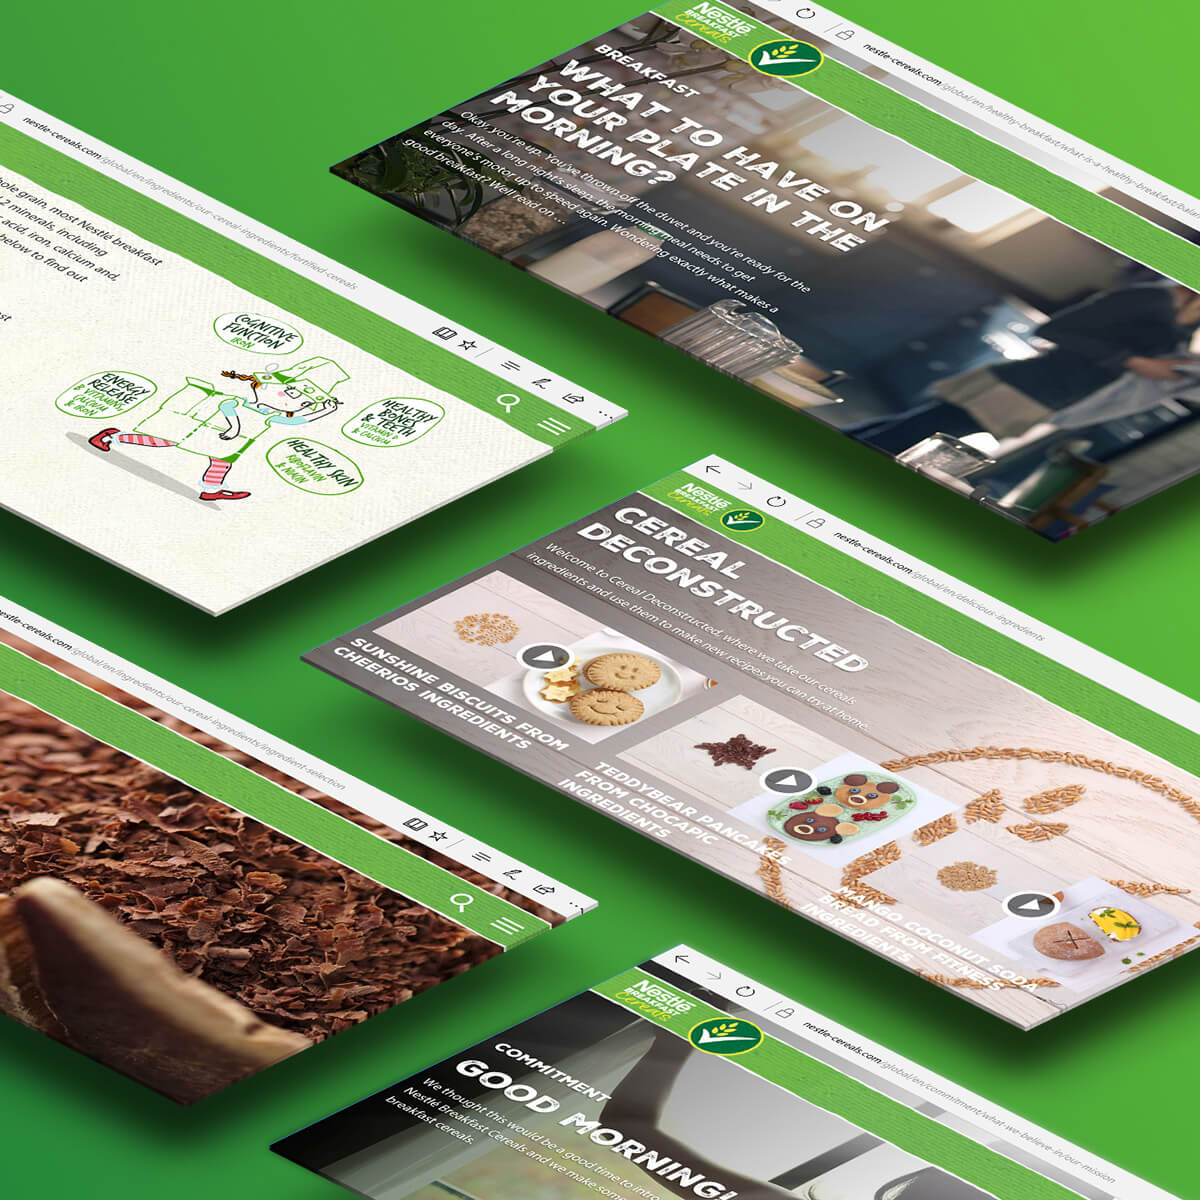 Nestlé
BREAKFAST
Cereals
nestle-cereals.com/global/en/healthy-breakfast/what-is-a-healthy-breakfast/bala
BREAKFAST
WHAT TO HAVE ON
YOUR PLATE IN THE
MORNING?
Okay, you're up. You've thrown off the duvet and you're ready for the
day. After a long night's sleep, the morning meal needs to get
everyone's motor up to speed again. Wondering exactly what makes a
good breakfast? Well, read on
nestle-cereals.com/global/en/ingredients/our-cereal-ingredients/fortified-cereals
ole grain, most Nestlé breakfast
2 minerals, including
acid, iron, calcium and,
below to find out
st
COGNITIVE
FUNCTION
IRON
ENERGY
RELEASE
B VITAMINS,
CALCIUM
& IRON
HEALTHY
BONES
& TEETH
VITAMIN D
& CALCIUM
HEALTHY SKIN
RIBOFLAVIN
& NIACIN
Nestlé
BREAKFAST
Cereals
nestle-cereals.com/global/en/delicious-ingredients
CEREAL
DECONSTRUCTED
Welcome to Cereal Deconstructed, where we take our cereals
ingredients and use them to make new recipes you can try at home.
SUNSHINE BISCUITS FROM
CHEERIOS INGREDIENTS
TEDDYBEAR PANCAKES
FROM CHOCAPIC
INGREDIENTS
MANGO COCONUT SODA
BREAD FROM FITNESS
INGREDIENTS
nestle-cereals.com/global/en/ingredients/our-cereal-ingredients/ingredient-selection
Nestlé
BREAKFAST
Cereals
nestle-cereals.com/global/en/commitment/what-we-believe-in/our-mission
COMMITMENT
GOOD MORNING!
We thought this would be a good time to intro
Nestlé Breakfast Cereals and we make some
breakfast cereals.